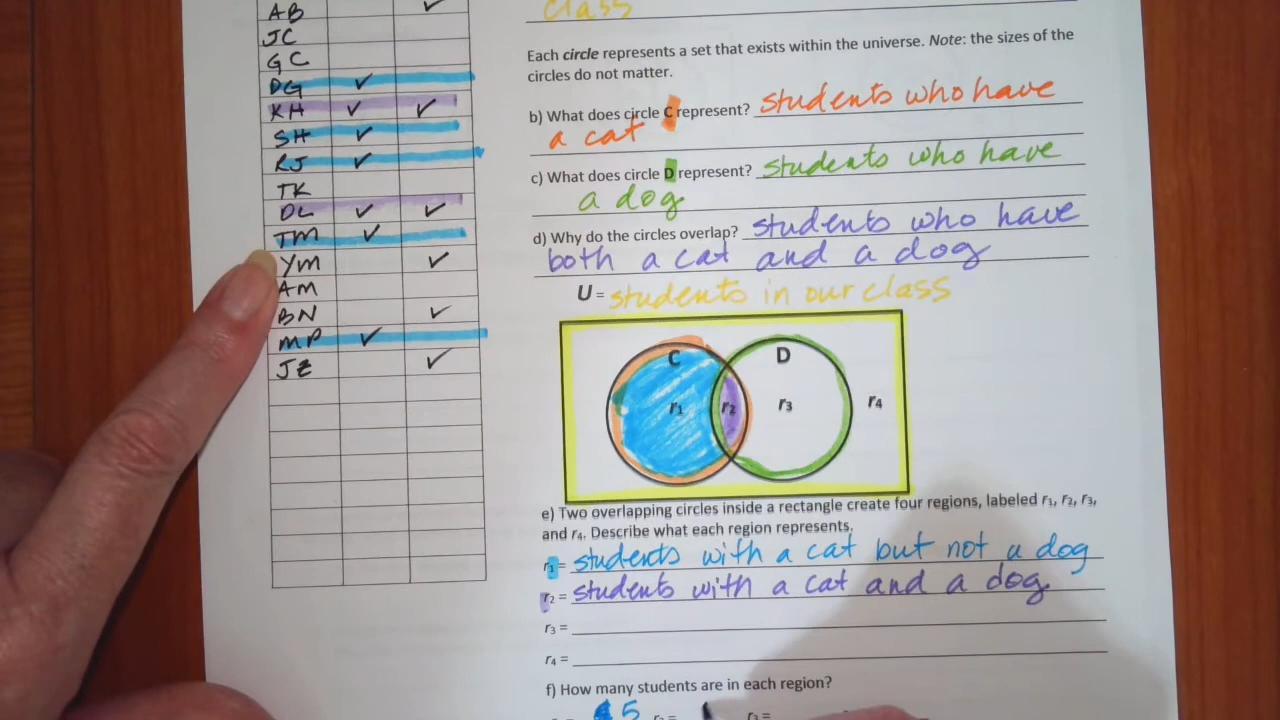 AB ✓
JC
GC
DG ✓
KH ✓ ✓
SH ✓
RJ ✓
TK
DL ✓ ✓
TM ✓
YM ✓
AM
BN ✓
MP ✓
JZ ✓
class
Each circle represents a set that exists within the universe. Note: the sizes of the
circles do not matter.
b) What does circle C represent? students who have
a cat
c) What does circle D represent? students who have
a dog
d) Why do the circles overlap? students who have
both a cat and a dog
U = students in our class
C D
r1 r2 r3 r4
e) Two overlapping circles inside a rectangle create four regions, labeled r1, r2, r3,
and r4. Describe what each region represents.
r1 = students with a cat but not a dog
r2 = students with a cat and a dog
r3 =
r4 =
f) How many students are in each region?
5 r2 = r3 =